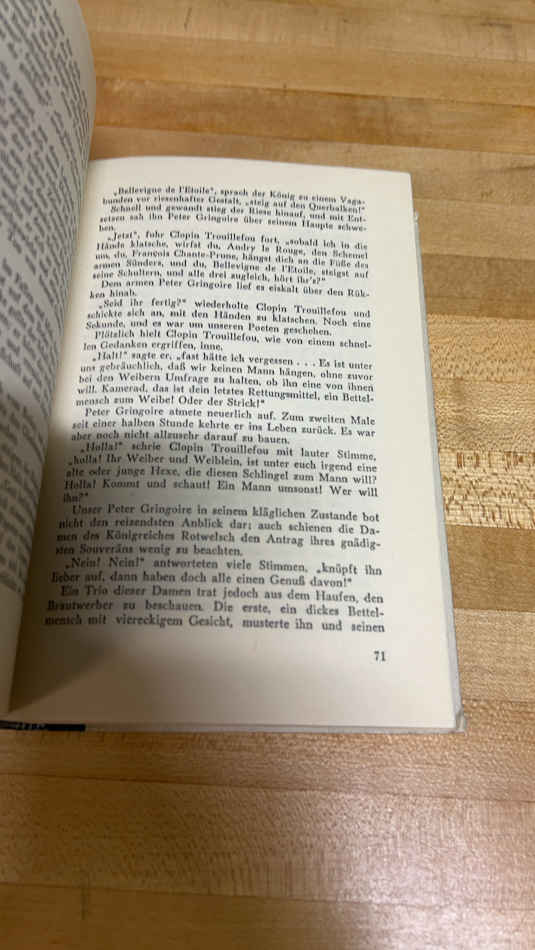 „Bellevigne de l'Etoile", sprach der König zu einem Vaga-
bunden von riesenhafter Gestalt, „steig auf den Querbalken!"
Schnell und gewandt stieg der Riese hinauf, und mit Ent-
setzen sah ihn Peter Gringoire über seinem Haupte schwe-
ben.
„Jetzt", fuhr Clopin Trouillefou fort, „sobald ich in die
Hände klatsche, wirfst du, Andry le Rouge, den Schemel
um, du, François Chante-Prune, hängst dich an die Füße des
armen Sünders, und du, Bellevigne de l'Etoile, steigst auf
seine Schultern, und alle drei zugleich, hört ihr's?"
Dem armen Peter Gringoire lief es eiskalt über den Rük-
ken hinab.
„Seid ihr fertig?" wiederholte Clopin Trouillefou und
schickte sich an, mit den Händen zu klatschen. Noch eine
Sekunde, und es war um unseren Poeten geschehen.
Plötzlich hielt Clopin Trouillefou, wie von einem schnel-
len Gedanken ergriffen, inne.
„Halt!" sagte er, „fast hätte ich vergessen . . . Es ist unter
uns gebräuchlich, daß wir keinen Mann hängen, ohne zuvor
bei den Weibern Umfrage zu halten, ob ihn eine von ihnen
will. Kamerad, das ist dein letztes Rettungsmittel, ein Bettel-
mensch zum Weibe! Oder der Strick!"
Peter Gringoire atmete neuerlich auf. Zum zweiten Male
seit einer halben Stunde kehrte er ins Leben zurück. Es war
aber noch nicht allzusehr darauf zu bauen.
„Holla!" schrie Clopin Trouillefou mit lauter Stimme,
„holla! Ihr Weiber und Weiblein, ist unter euch irgend eine
alte oder junge Hexe, die diesen Schlingel zum Mann will?
Holla! Kommt und schaut! Ein Mann umsonst! Wer will
ihn?"
Unser Peter Gringoire in seinem kläglichen Zustande bot
nicht den reizendsten Anblick dar; auch schienen die Da-
men des Königreiches Rotwelsch den Antrag ihres gnädig-
sten Souveräns wenig zu beachten.
„Nein! Nein!" antworteten viele Stimmen, „knüpft ihn
lieber auf, dann haben doch alle einen Genuß davon!"
Ein Trio dieser Damen trat jedoch aus dem Haufen, den
Brautwerber zu beschauen. Die erste, ein dickes Bettel-
mensch mit viereckigem Gesicht, musterte ihn und seinen
71